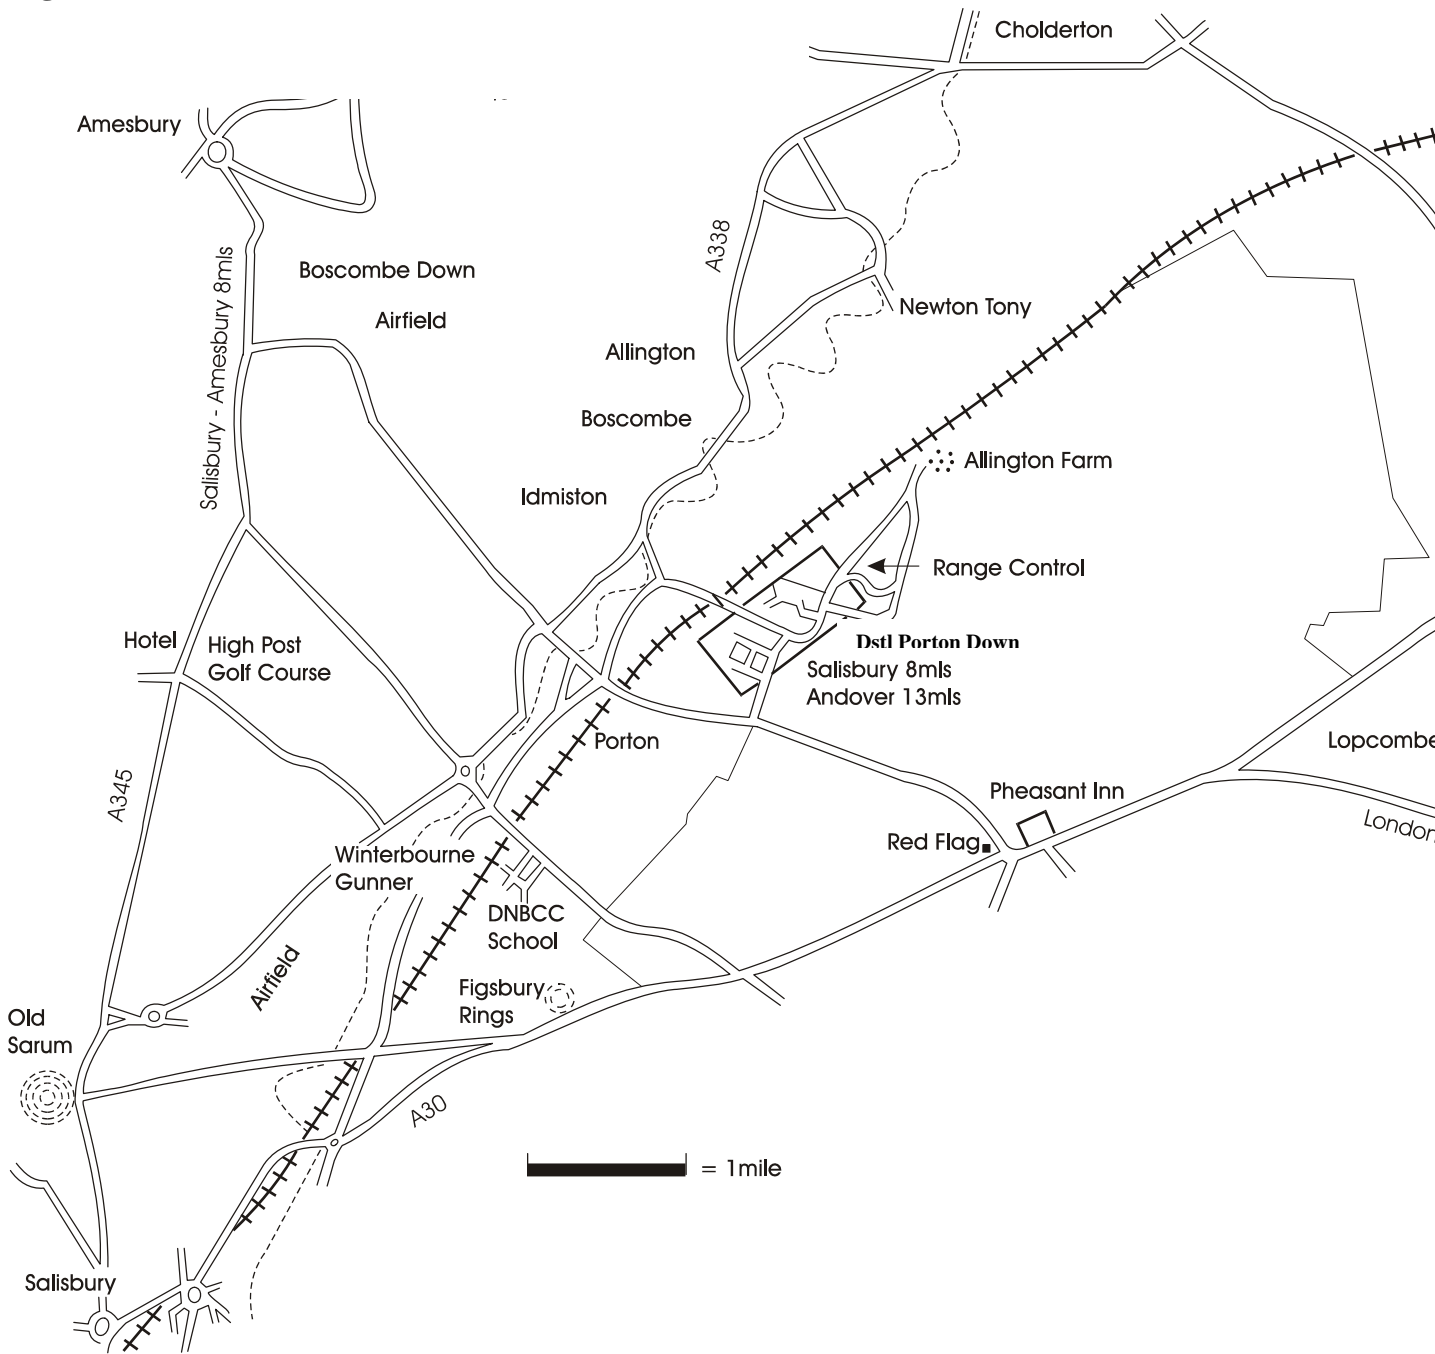 Cholderton
Amesbury
A338
Salisbury - Amesbury 8mls
Boscombe Down
Airfield
Newton Tony
Allington
Boscombe
Allington Farm
Idmiston
Range Control
Hotel
High Post
Golf Course
Dstl Porton Down
Salisbury 8mls
Andover 13mls
Porton
Lopcombe
A345
Pheasant Inn
London
Red Flag
Winterbourne
Gunner
DNBCC
School
Airfield
Figsbury
Rings
Old
Sarum
A30
= 1mile
Salisbury